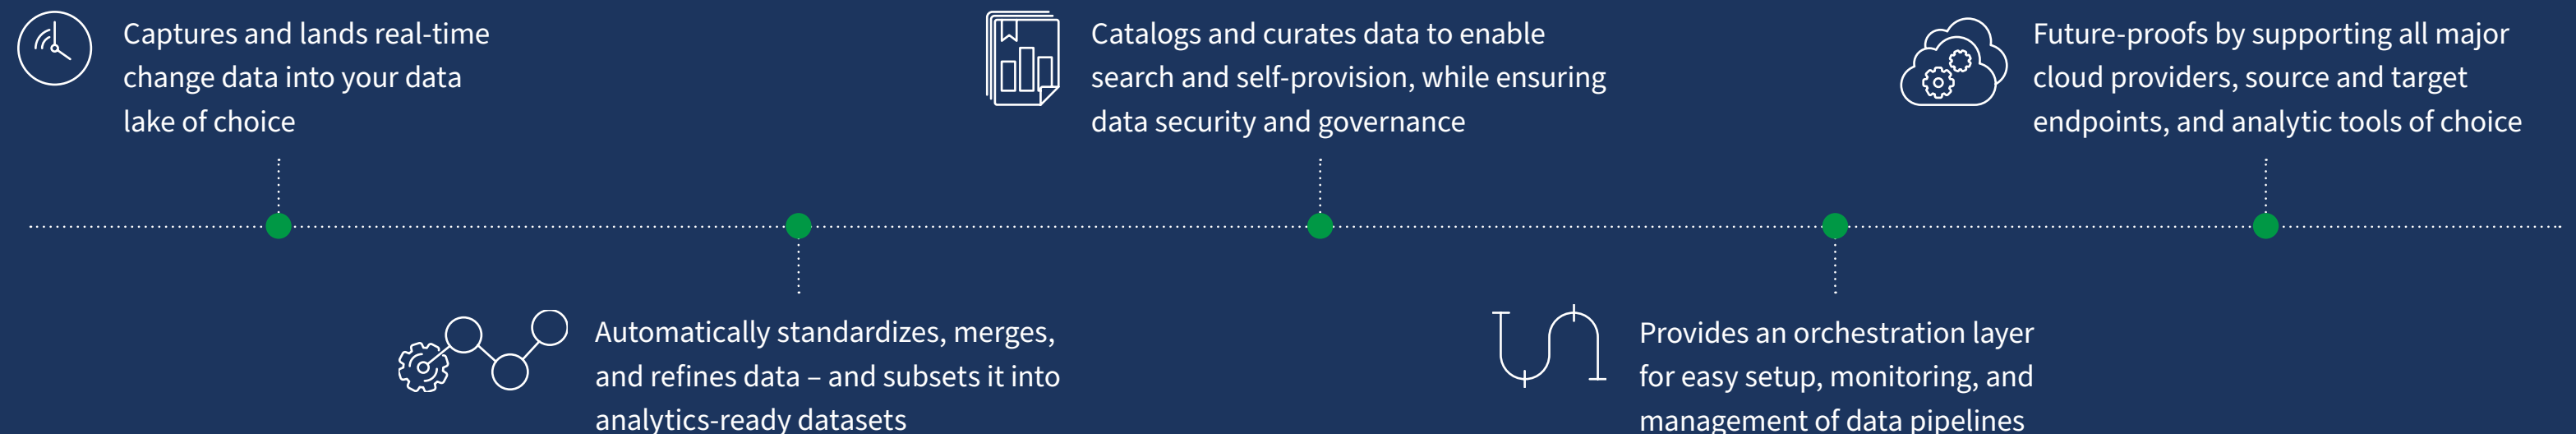 Captures and lands real-time
change data into your data
lake of choice
Automatically standardizes, merges,
and refines data – and subsets it into
analytics-ready datasets
Catalogs and curates data to enable
search and self-provision, while ensuring
data security and governance
Provides an orchestration layer
for easy setup, monitoring, and
management of data pipelines
Future-proofs by supporting all major
cloud providers, source and target
endpoints, and analytic tools of choice